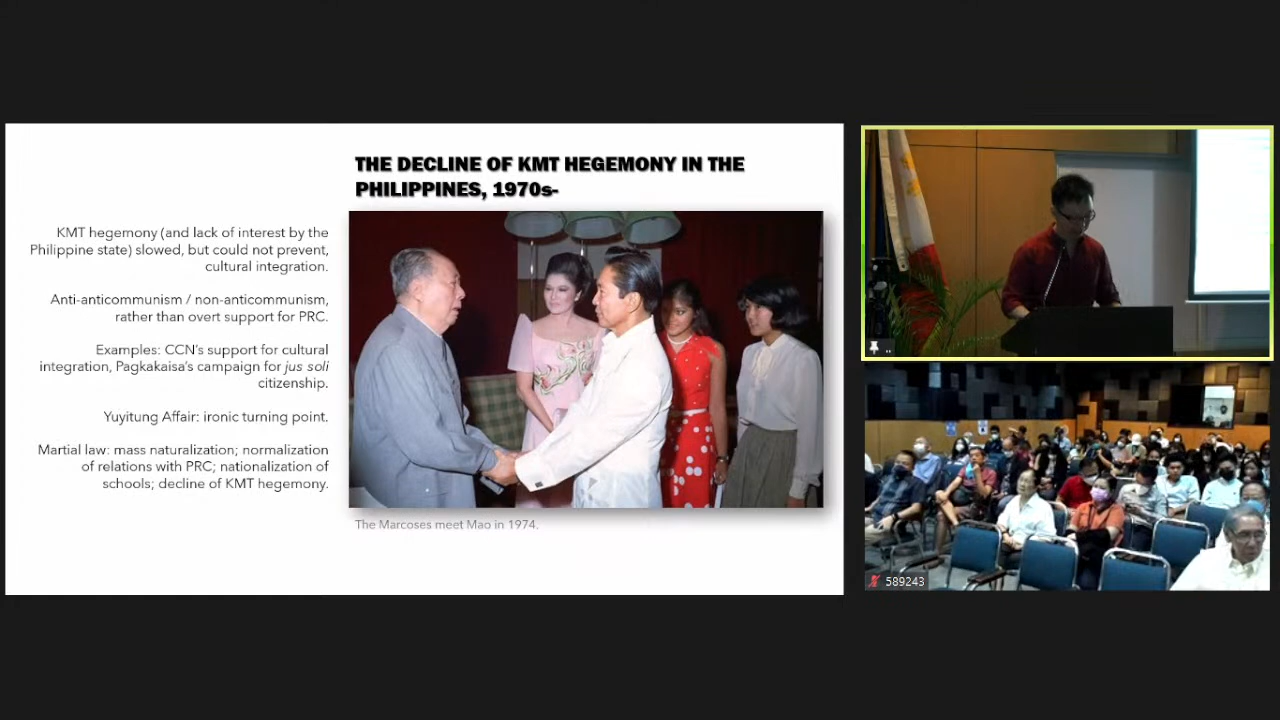 THE DECLINE OF KMT HEGEMONY IN THE
PHILIPPINES, 1970s-
KMT hegemony (and lack of interest by the
Philippine state) slowed, but could not prevent,
cultural integration.
Anti-anticommunism / non-anticommunism,
rather than overt support for PRC.
Examples: CCN's support for cultural
integration, Pagkakaisa's campaign for jus soli
citizenship.
Yuyitung Affair: ironic turning point.
Martial law: mass naturalization; normalization
of relations with PRC; nationalization of
schools; decline of KMT hegemony.
The Marcoses meet Mao in 1974.
..
589243